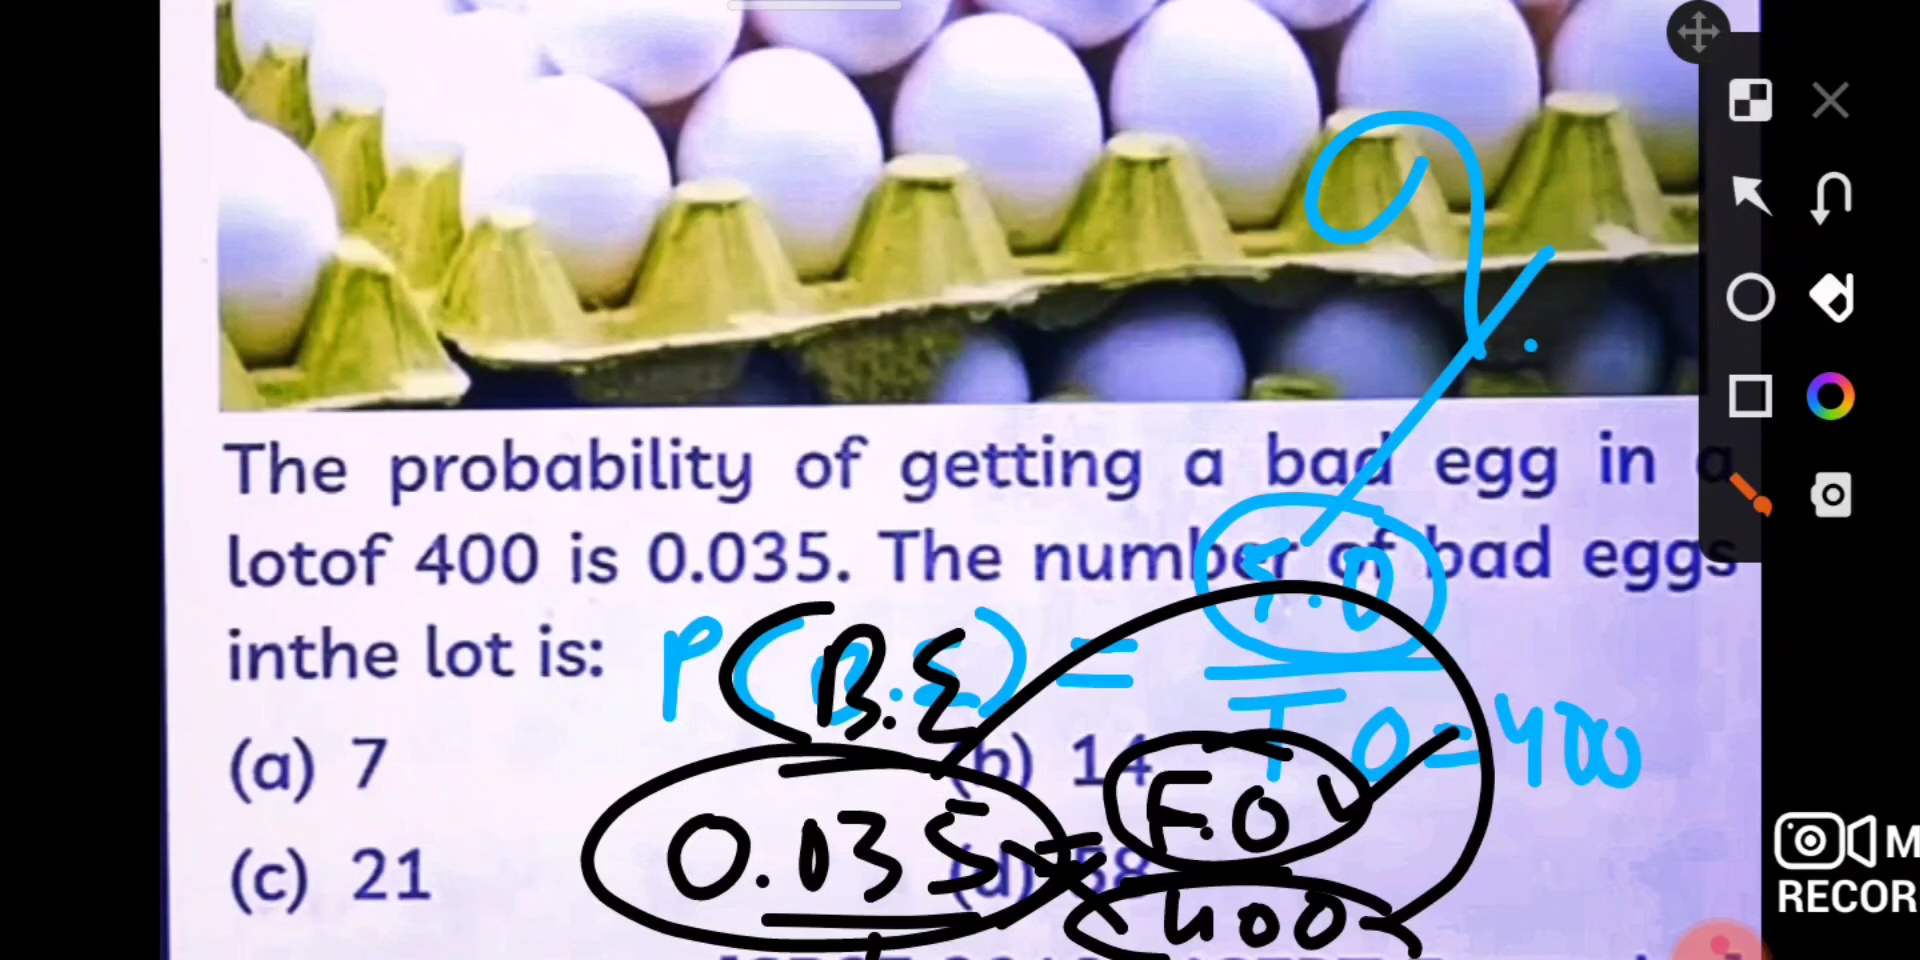 The probability of getting a bad egg in a
lotof 400 is 0.035. The number of bad eggs
inthe lot is:
P(B.E) = F.O
T O = 400
(B.E
(a) 7
(b) 14
0.035 = F.O
400
(c) 21
(d) 58
M
RECOR